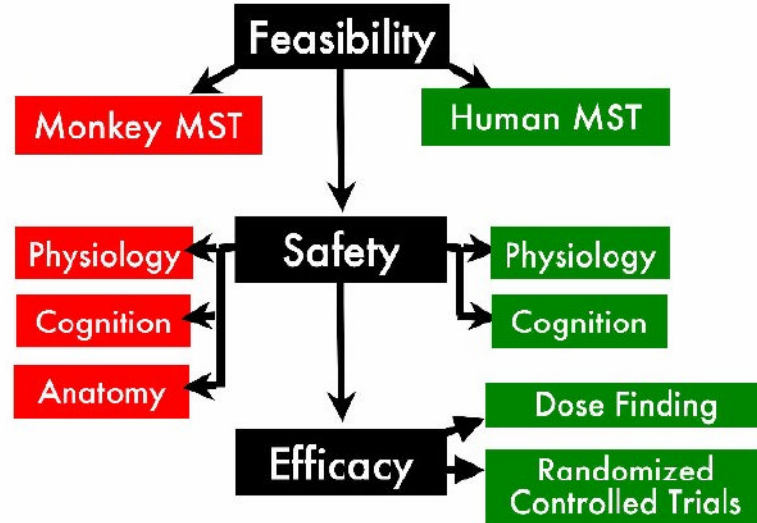 Feasibility
Monkey MST
Human MST
Safety
Physiology
Cognition
Anatomy
Physiology
Cognition
Efficacy
Dose Finding
Randomized
Controlled Trials